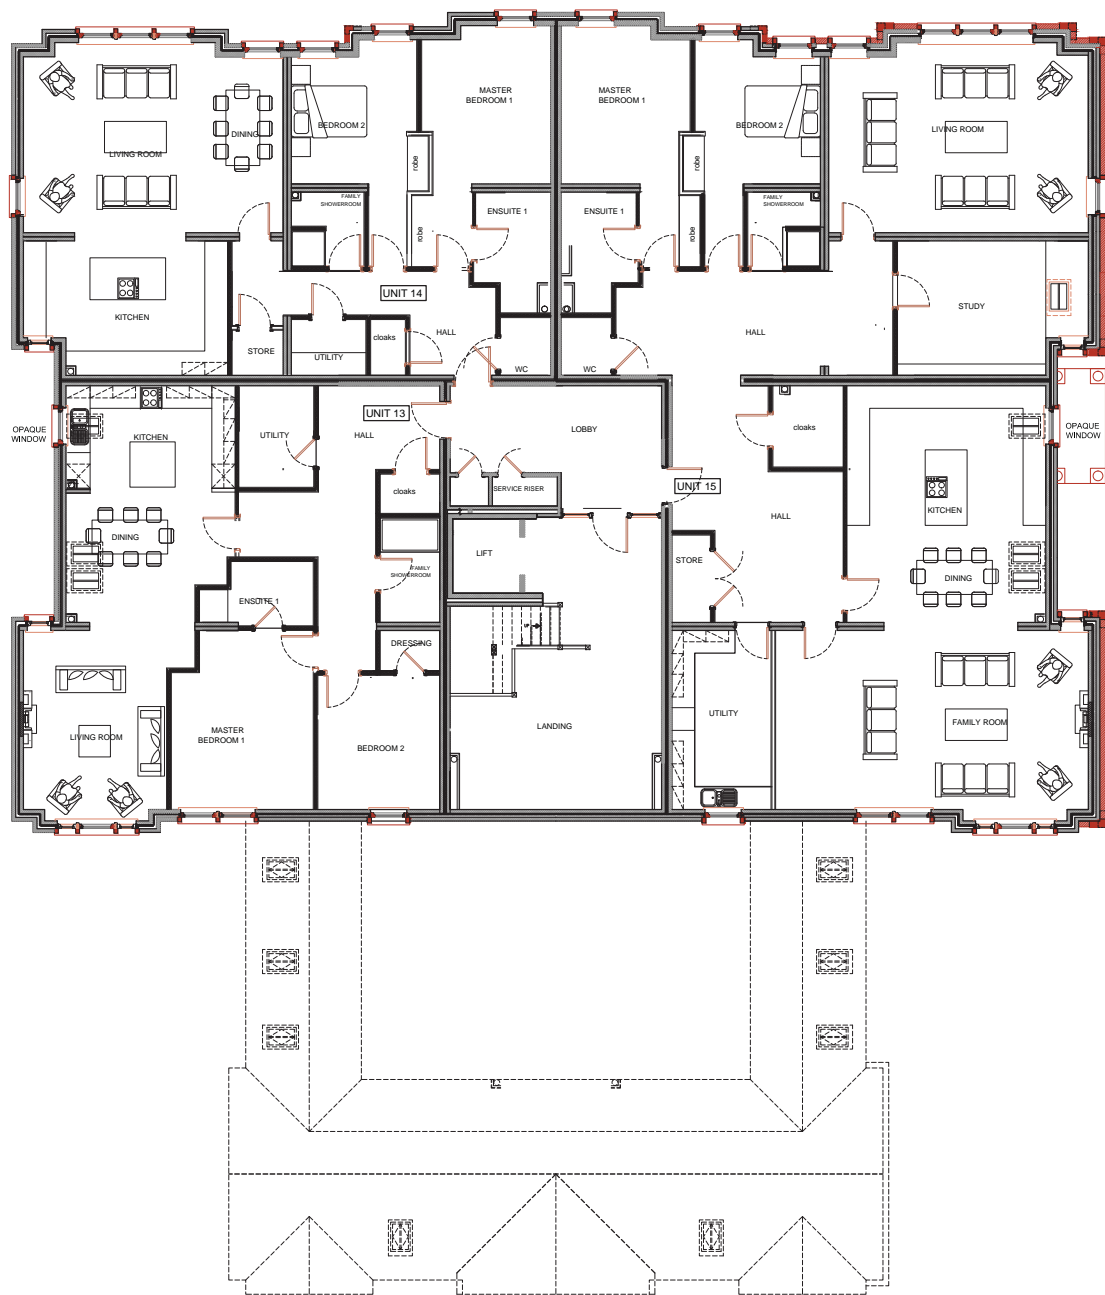 MASTER
BEDROOM 1
MASTER
BEDROOM 1
BEDROOM 2
BEDROOM 2
DINING
LIVING ROOM
LIVING ROOM
robe
robe
FAMILY
SHOWERROOM
FAMILY
SHOWERROOM
ENSUITE 1
ENSUITE 1
robe
robe
UNIT 14
KITCHEN
STUDY
HALL
HALL
cloaks
STORE
UTILITY
WC
WC
UNIT 13
OPAQUE
WINDOW
KITCHEN
UTILITY
HALL
LOBBY
cloaks
OPAQUE
WINDOW
cloaks
SERVICE RISER
UNIT 15
HALL
KITCHEN
DINING
LIFT
STORE
FAMILY
SHOWERROOM
DINING
ENSUITE 1
UP
DRESSING
LIVING ROOM
MASTER
BEDROOM 1
BEDROOM 2
LANDING
UTILITY
FAMILY ROOM